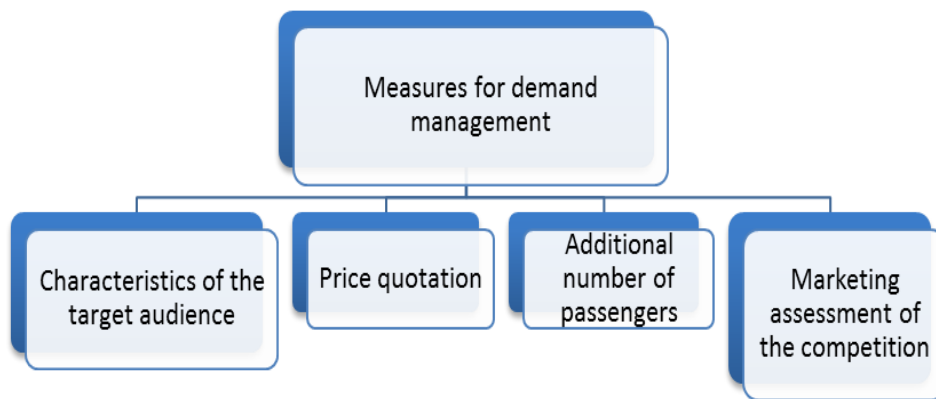 Measures for demand
management
Characteristics of the
target audience
Price quotation
Additional
number of
passengers
Marketing
assessment of
the competition